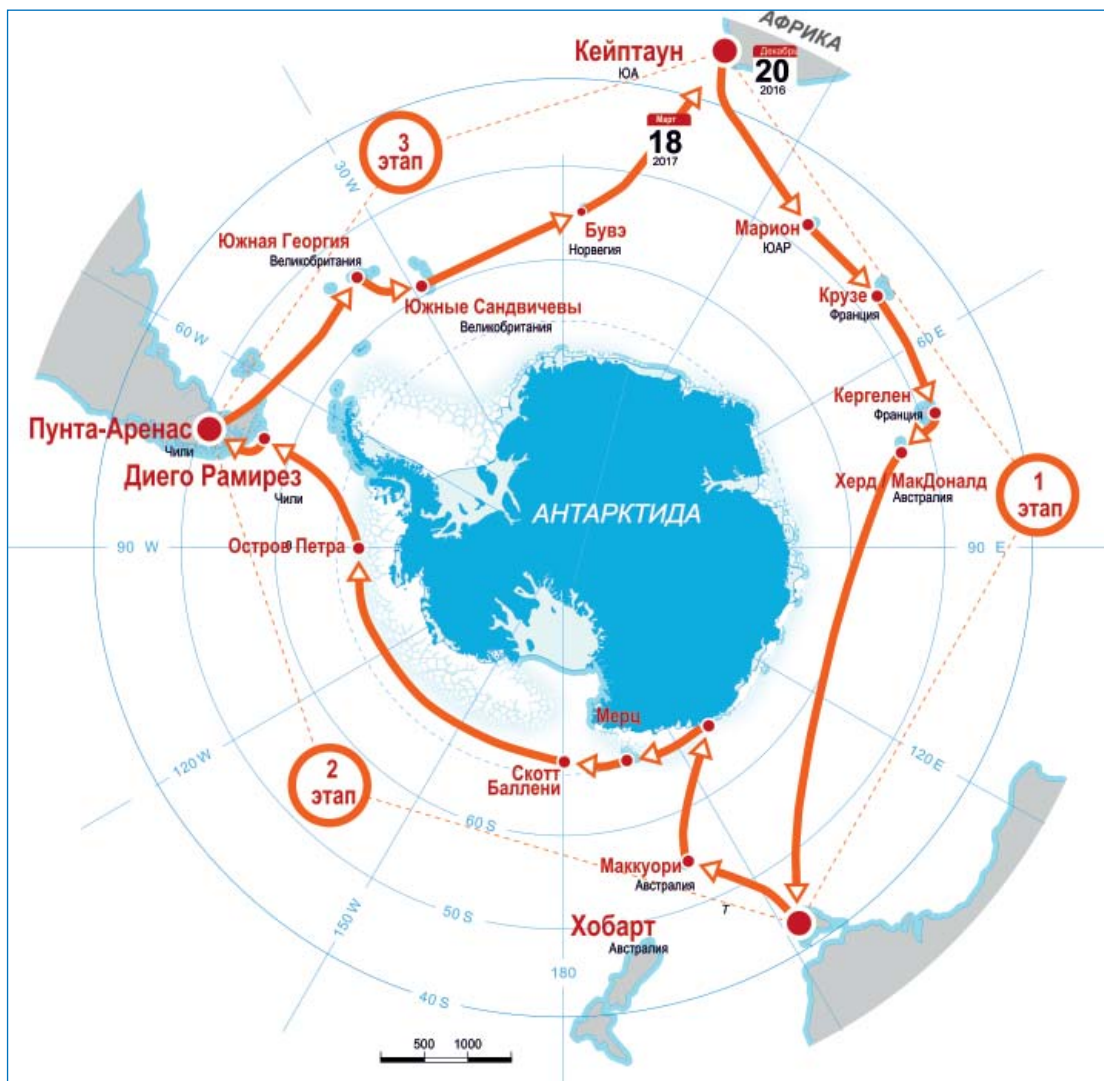 АФРИКА
Кейптаун
ЮА
Декабрь
20
2016
Март
18
2017
3
этап
30 W
Бувэ
Норвегия
Марион
ЮАР
Южная Георгия
Великобритания
Южные Сандвичевы
Великобритания
Крузе
Франция
60 W
60 E
Кергелен
Франция
Пунта-Аренас
Чили
Диего Рамирез
Чили
Херд / МакДоналд
Австралия
1
этап
АНТАРКТИДА
90 W
Остров Петра
90 E
Мерц
Скотт
Баллени
2
этап
120 W
120 E
60 S
Маккуори
Австралия
Т
Хобарт
Австралия
150 W
50 S
180
40 S
500 1000